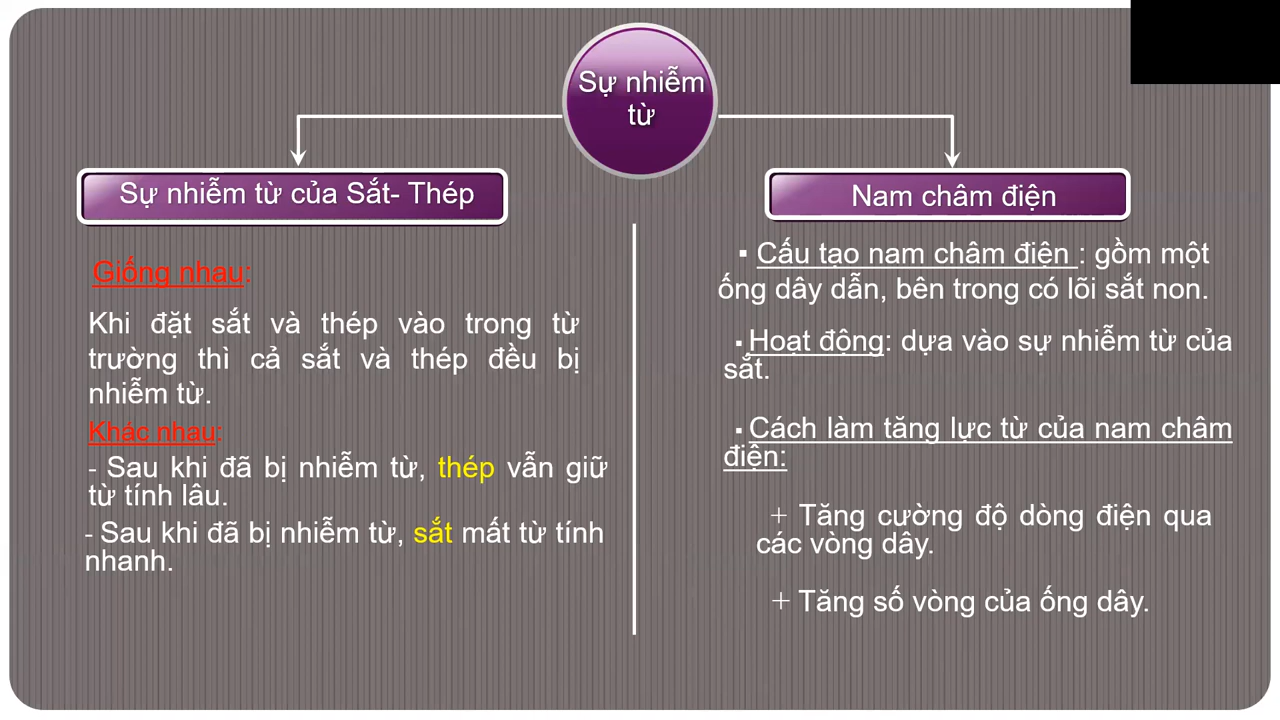 Sự nhiễm
từ
Sự nhiễm từ của Sắt- Thép
Giống nhau:
Khi đặt sắt và thép vào trong từ
trường thì cả sắt và thép đều bị
nhiễm từ.
Khác nhau:
- Sau khi đã bị nhiễm từ, thép vẫn giữ
từ tính lâu.
- Sau khi đã bị nhiễm từ, sắt mất từ tính
nhanh.
Nam châm điện
▪ Cấu tạo nam châm điện : gồm một
ống dây dẫn, bên trong có lõi sắt non.
▪ Hoạt động: dựa vào sự nhiễm từ của
sắt.
▪ Cách làm tăng lực từ của nam châm
điện:
+ Tăng cường độ dòng điện qua
các vòng dây.
+ Tăng số vòng của ống dây.